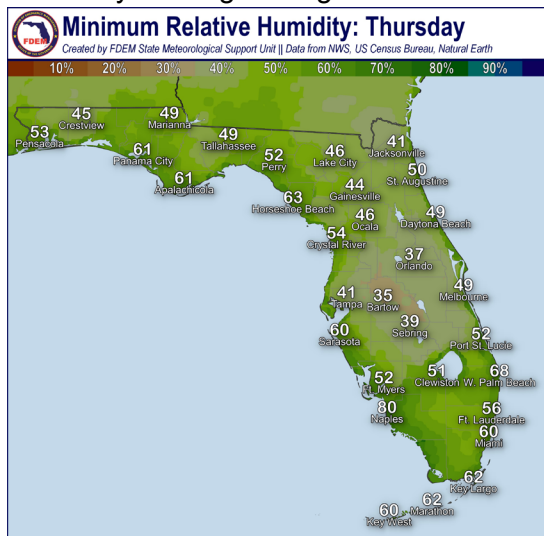 Minimum Relative Humidity: Thursday
Created by FDEM State Meteorological Support Unit || Data from NWS, US Census Bureau, Natural Earth
FDEM
10% 20% 30% 40% 50% 60% 70% 80% 90%
45
Crestview
49
Marianna
53
Pensacola
49
Tallahassee
41
Jacksonville
61
Panama City
52
Perry
46
Lake City
50
St. Augustine
61
Apalachicola
44
Gainesville
63
Horseshoe Beach
46
Ocala
49
Daytona Beach
54
Crystal River
37
Orlando
41
Tampa
35
Bartow
49
Melbourne
60
Sarasota
39
Sebring
52
Port St. Lucie
52
Ft. Myers
51
Clewiston
68
W. Palm Beach
80
Naples
56
Ft. Lauderdale
60
Miami
62
Key Largo
62
Marathon
60
Key West